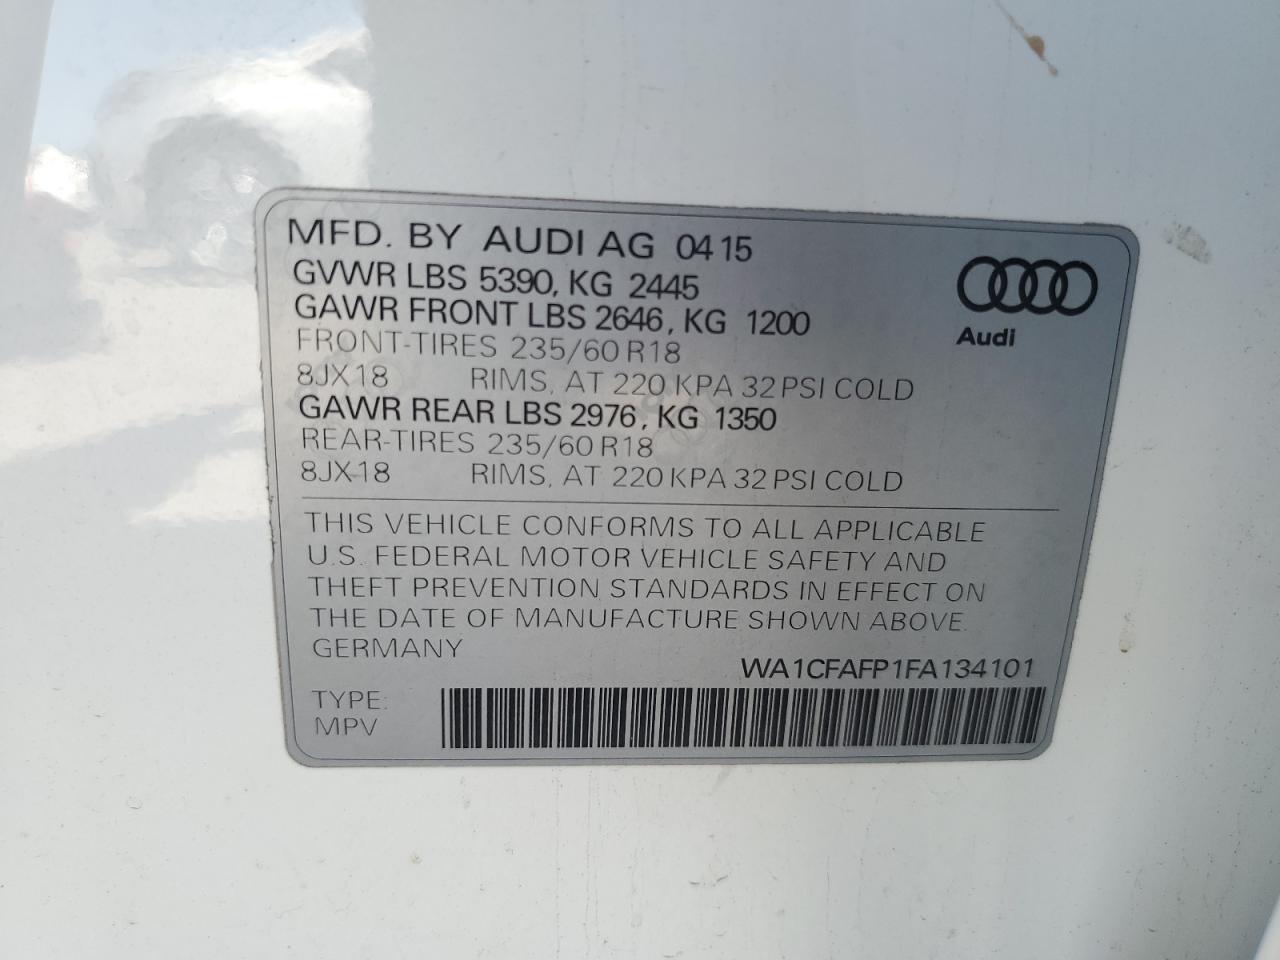 MFD. BY AUDI AG 0415
GVWR LBS 5390, KG 2445
GAWR FRONT LBS 2646, KG 1200
FRONT-TIRES 235/60 R18
8JX18 RIMS, AT 220 KPA 32 PSI COLD
GAWR REAR LBS 2976, KG 1350
REAR-TIRES 235/60 R18
8JX18 RIMS, AT 220 KPA 32 PSI COLD
Audi
THIS VEHICLE CONFORMS TO ALL APPLICABLE
U.S. FEDERAL MOTOR VEHICLE SAFETY AND
THEFT PREVENTION STANDARDS IN EFFECT ON
THE DATE OF MANUFACTURE SHOWN ABOVE.
GERMANY
WA1CFAFP1FA134101
TYPE:
MPV